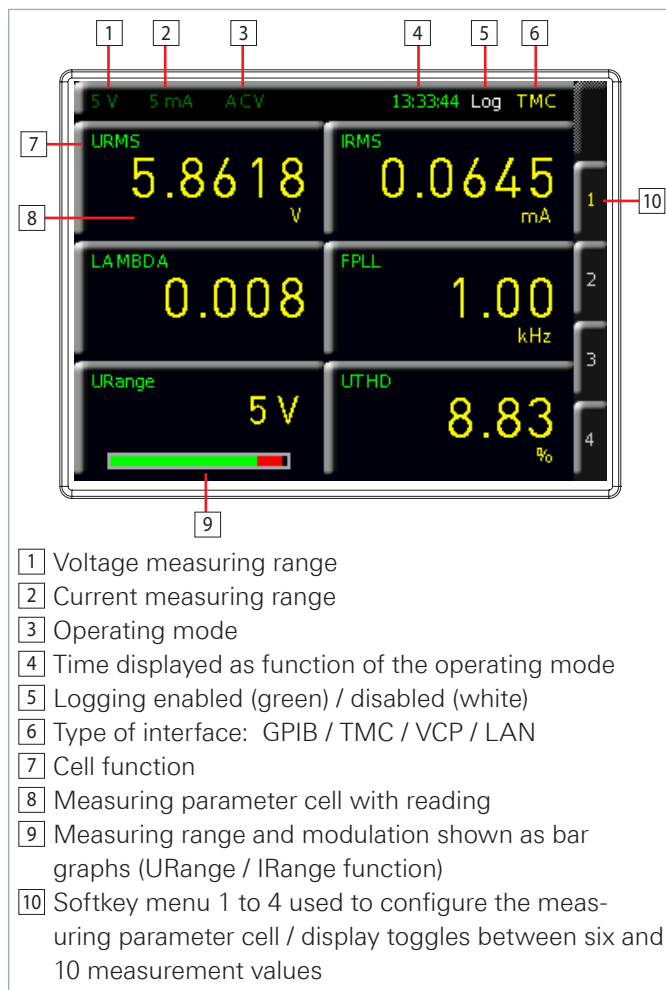 1 2 3 4 5 6
5 V 5 mA ACV 13:33:44 Log TMC
7
URMS
5.8618
V
IRMS
0.0645
mA
8
1
10
LAMBDA
0.008
FPLL
1.00
kHz
2
3
URange
5 V
UTHD
8.83
%
4
9
1 Voltage measuring range
2 Current measuring range
3 Operating mode
4 Time displayed as function of the operating mode
5 Logging enabled (green) / disabled (white)
6 Type of interface: GPIB / TMC / VCP / LAN
7 Cell function
8 Measuring parameter cell with reading
9 Measuring range and modulation shown as bar
graphs (URange / IRange function)
10 Softkey menu 1 to 4 used to configure the meas-
uring parameter cell / display toggles between six and
10 measurement values